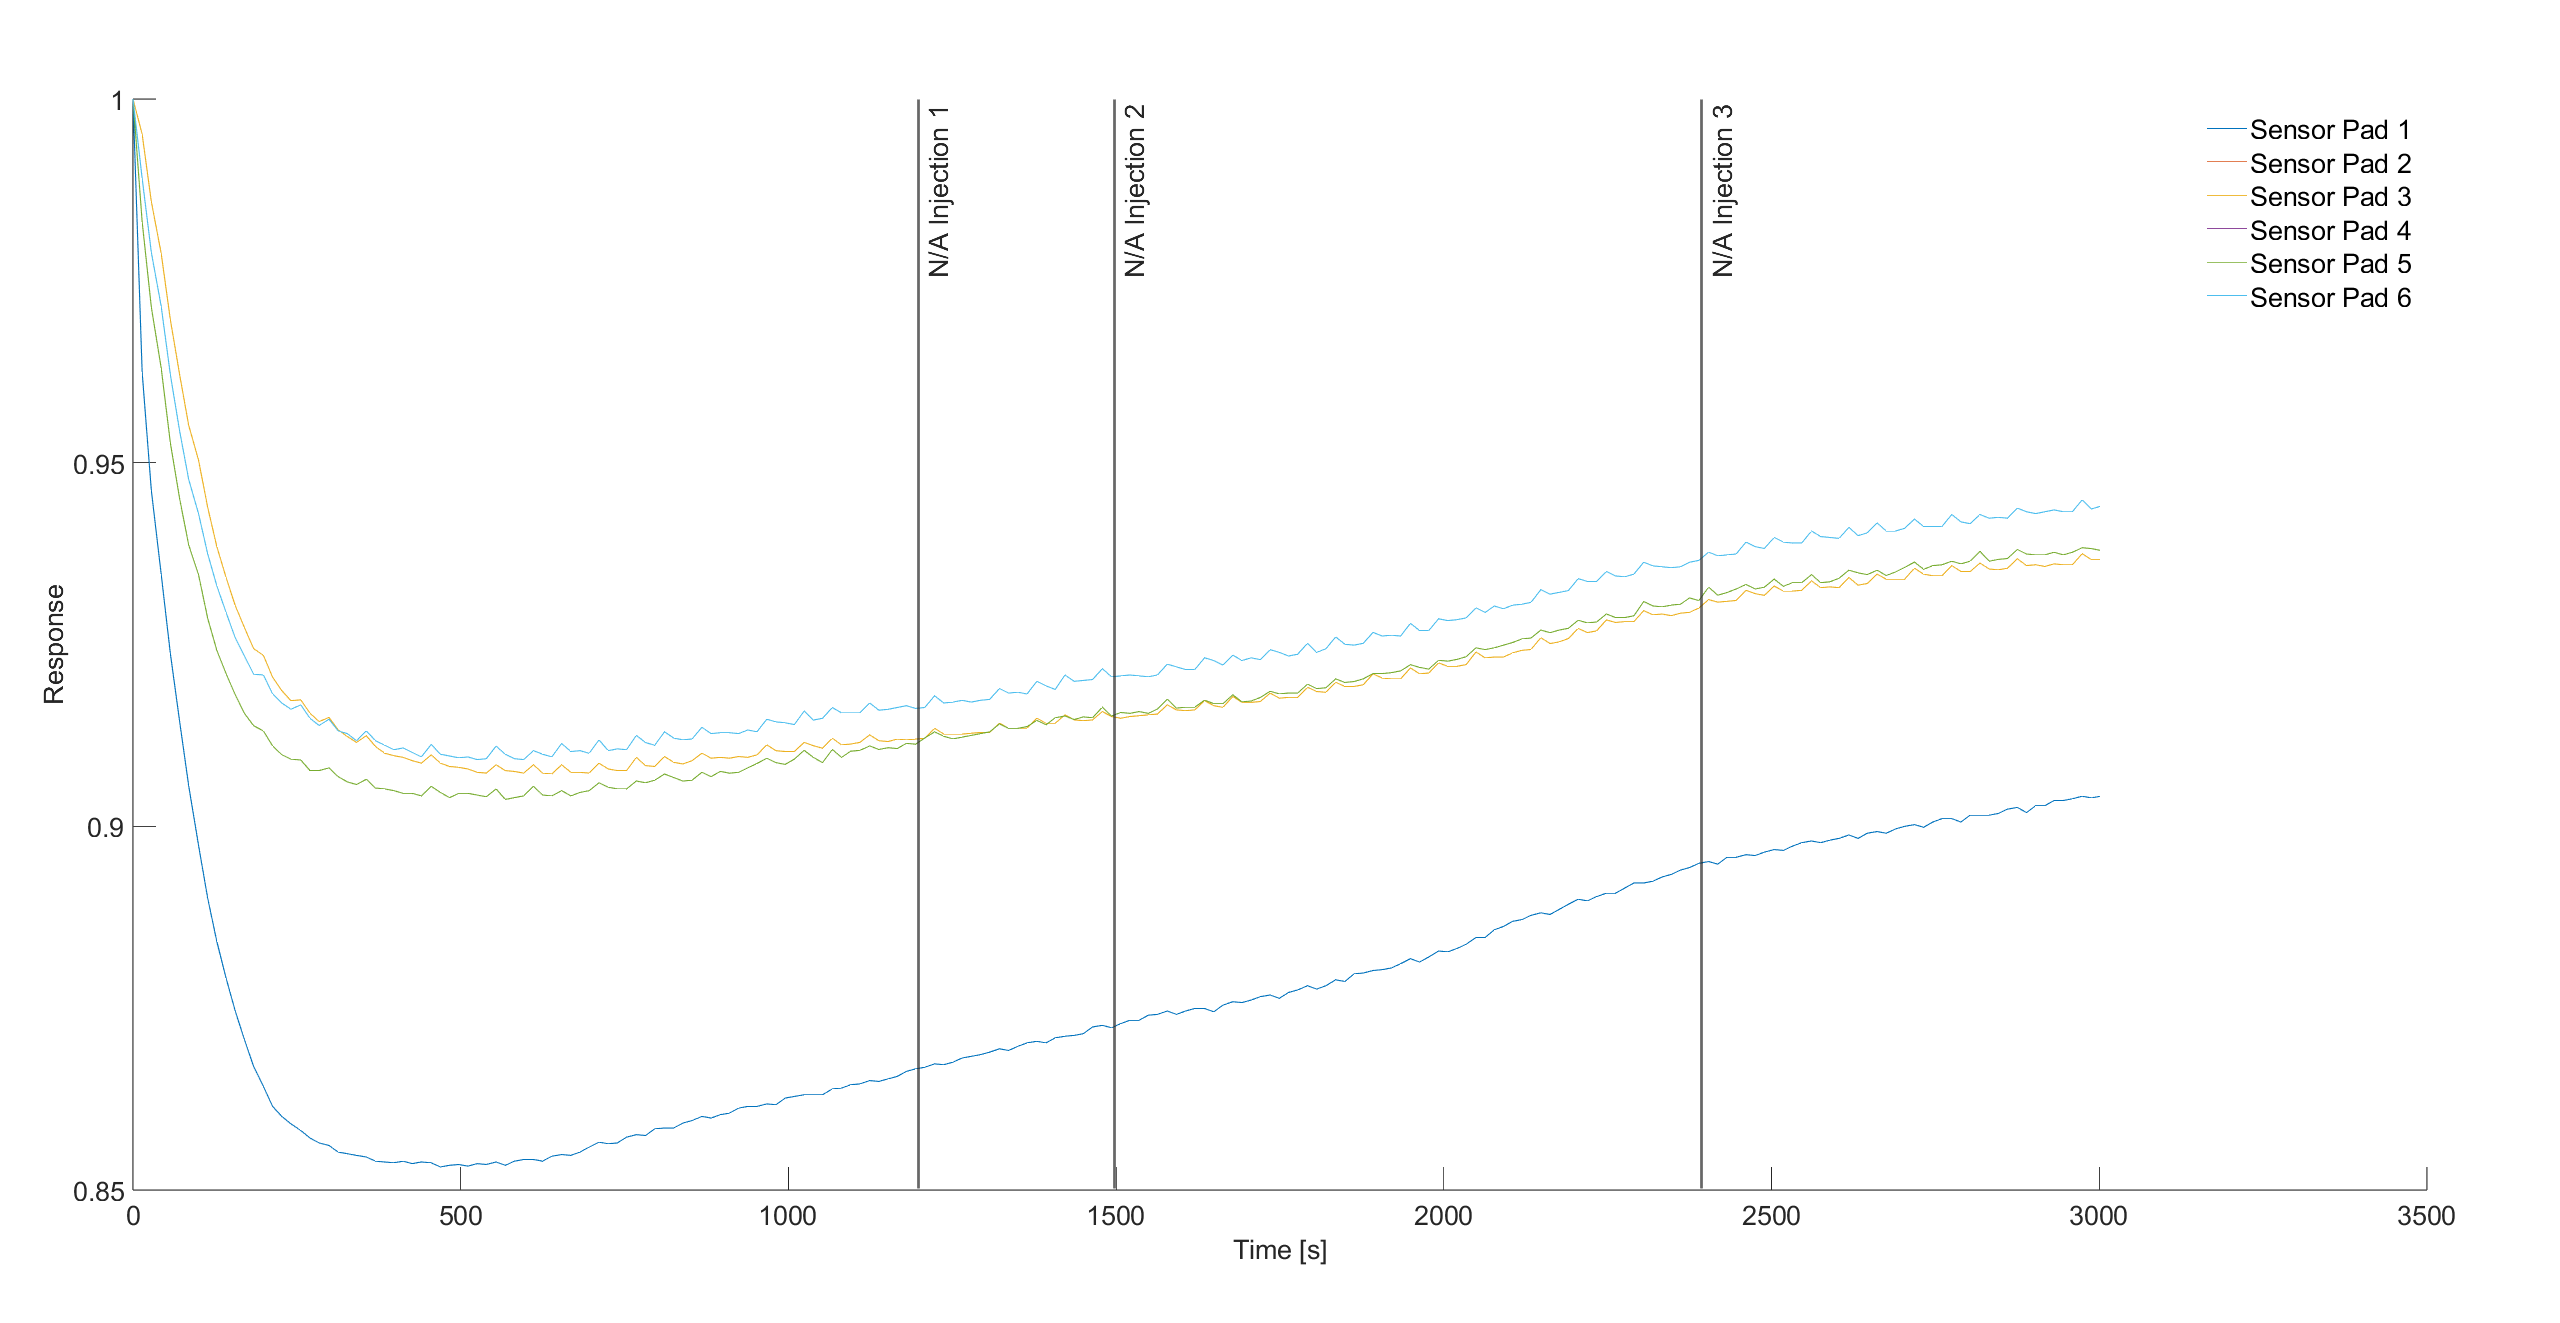 1
0.95
0.9
0.85
Response
0
500
1000
1500
2000
2500
3000
3500
Time [s]
N/A Injection 1
N/A Injection 2
N/A Injection 3
Sensor Pad 1
Sensor Pad 2
Sensor Pad 3
Sensor Pad 4
Sensor Pad 5
Sensor Pad 6